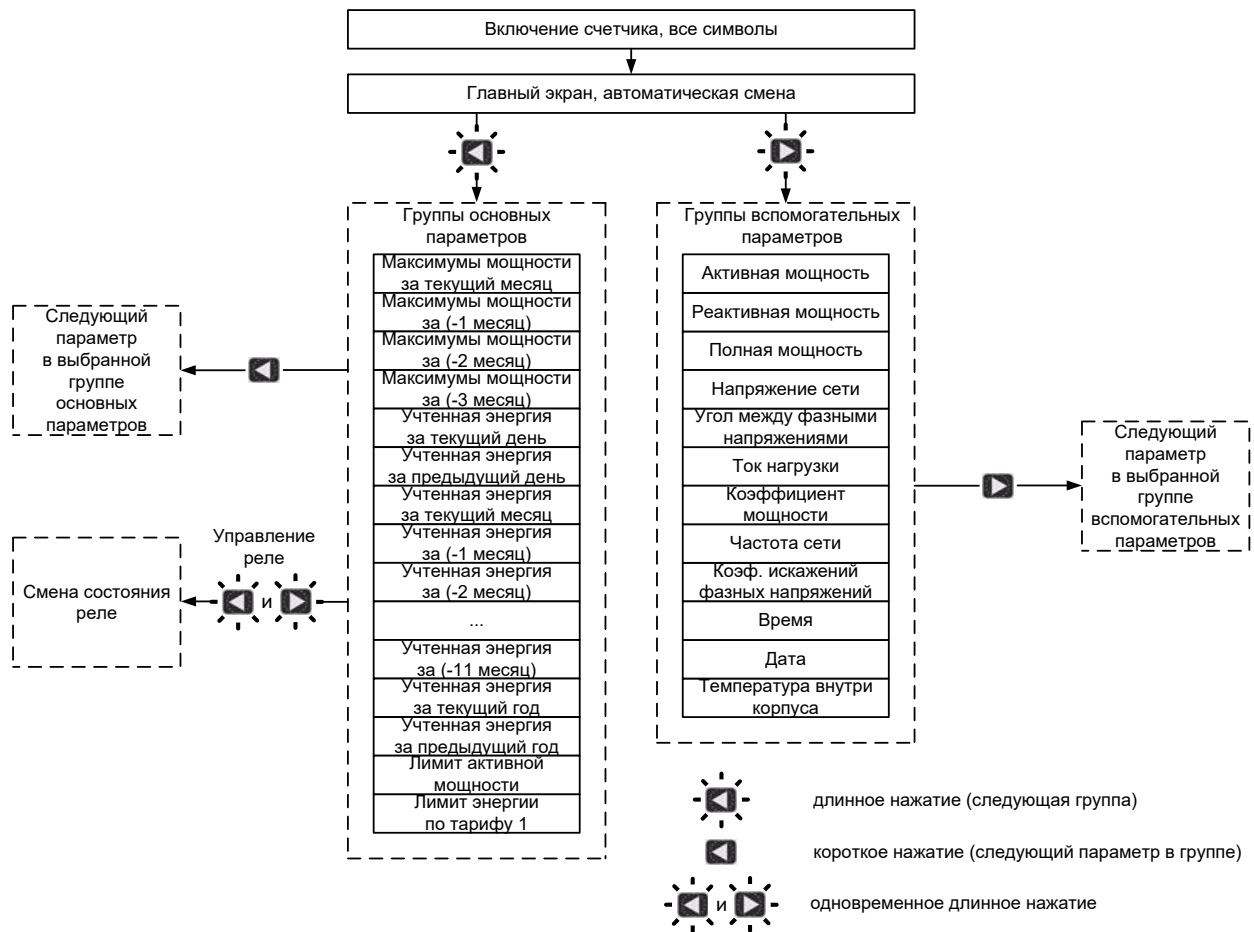 Включение счетчика, все символы
Главный экран, автоматическая смена
Группы основных
параметров
Максимумы мощности
за текущий месяц
Максимумы мощности
за (-1 месяц)
Максимумы мощности
за (-2 месяц)
Максимумы мощности
за (-3 месяц)
Учтенная энергия
за текущий день
Учтенная энергия
за предыдущий день
Учтенная энергия
за текущий месяц
Учтенная энергия
за (-1 месяц)
Учтенная энергия
за (-2 месяц)
...
Учтенная энергия
за (-11 месяц)
Учтенная энергия
за текущий год
Учтенная энергия
за предыдущий год
Лимит активной
мощности
Лимит энергии
по тарифу 1
Группы вспомогательных
параметров
Активная мощность
Реактивная мощность
Полная мощность
Напряжение сети
Угол между фазными
напряжениями
Ток нагрузки
Коэффициент
мощности
Частота сети
Коэф. искажений
фазных напряжений
Время
Дата
Температура внутри
корпуса
Следующий
параметр
в выбранной
группе
основных
параметров
Управление
реле
и
Смена состояния
реле
Следующий
параметр
в выбранной
группе
вспомогательных
параметров
длинное нажатие (следующая группа)
короткое нажатие (следующий параметр в группе)
и
одновременное длинное нажатие